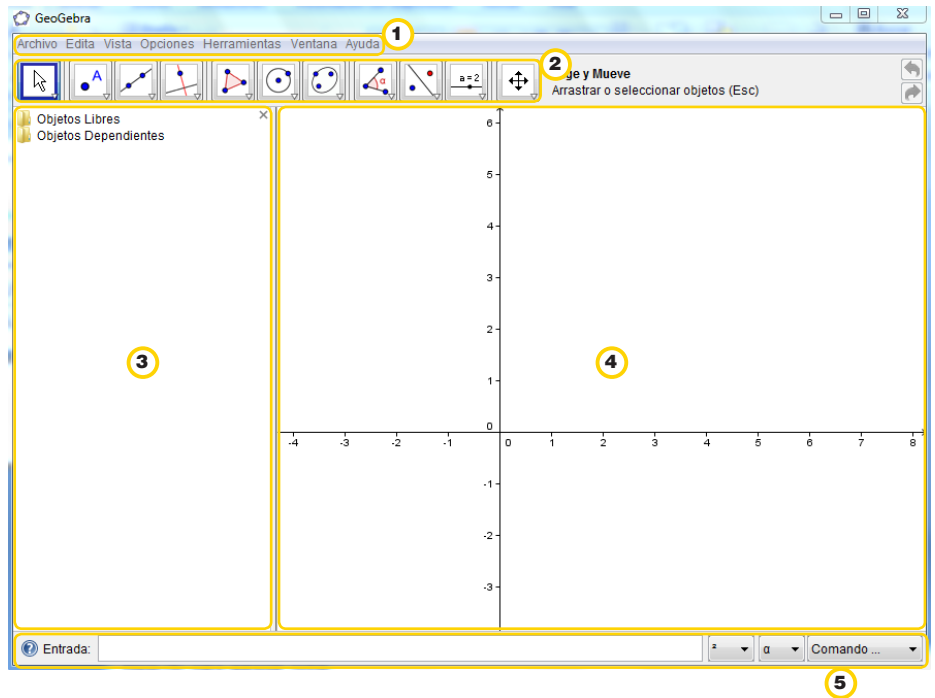 GeoGebra
Archivo Edita Vista Opciones Herramientas Ventana Ayuda
1
2
A
α
a=2
ge y Mueve
Arrastrar o seleccionar objetos (Esc)
Objetos Libres
Objetos Dependientes
3
4
6
5
4
3
2
1
0
-4 -3 -2 -1 0 1 2 3 4 5 6 7 8
-1
-2
-3
Entrada:
² α Comando ...
5